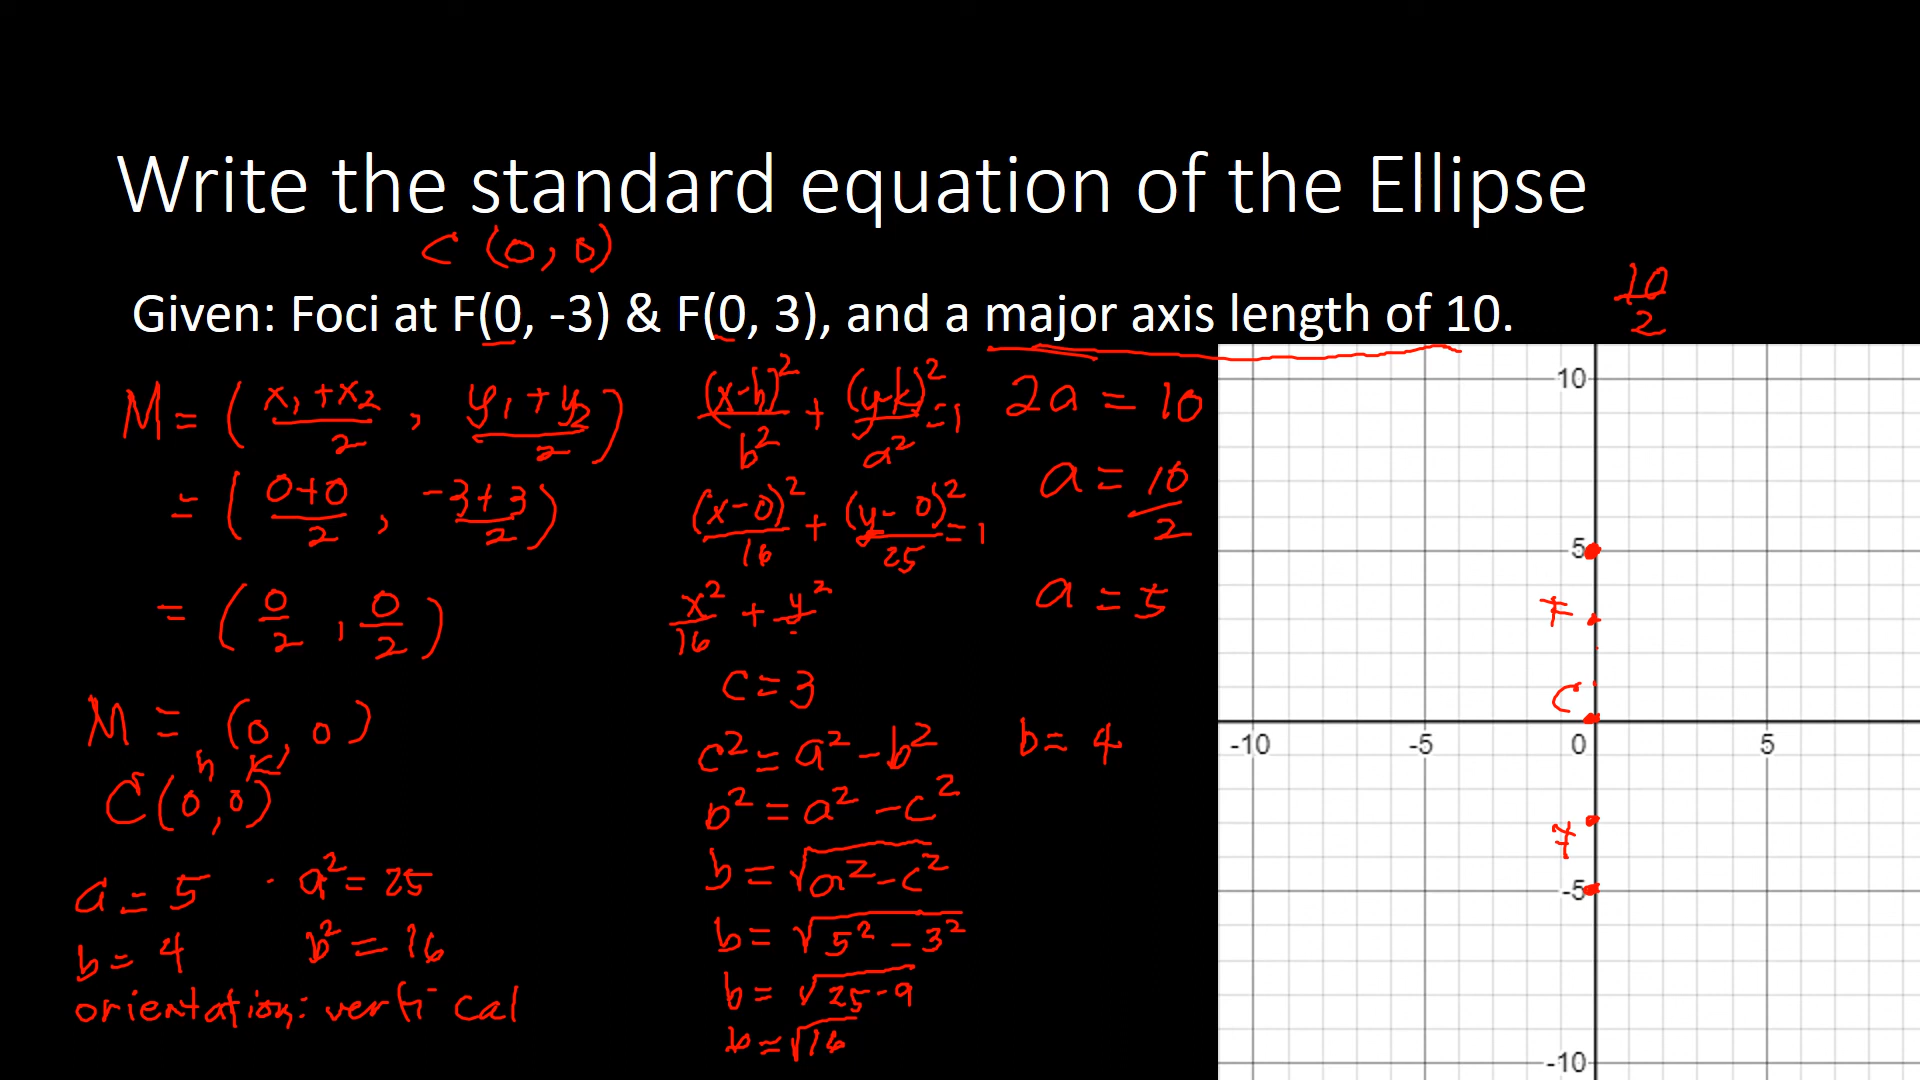 Write the standard equation of the Ellipse
C (0, 0)
Given: Foci at F(0, -3) & F(0, 3), and a major axis length of 10.
10/2
M = ( (x₁+x₂)/2 , (y₁+y₂)/2 )
= ( (0+0)/2 , (-3+3)/2 )
= ( 0/2 , 0/2 )
M = (0, 0)
h k
C(0, 0)
a = 5 · a² = 25
b = 4 b² = 16
orientation: vertical
(x-h)²/b² + (y-k)²/a² = 1
(x-0)²/16 + (y-0)²/25 = 1
x²/16 + y²
c = 3
c² = a² - b²
b² = a² - c²
b = √(a² - c²)
b = √(5² - 3²)
b = √(25-9)
b = √16
2a = 10
a = 10/2
a = 5
b = 4
10
5
F
C
-10 -5 0 5
F
-5
-10